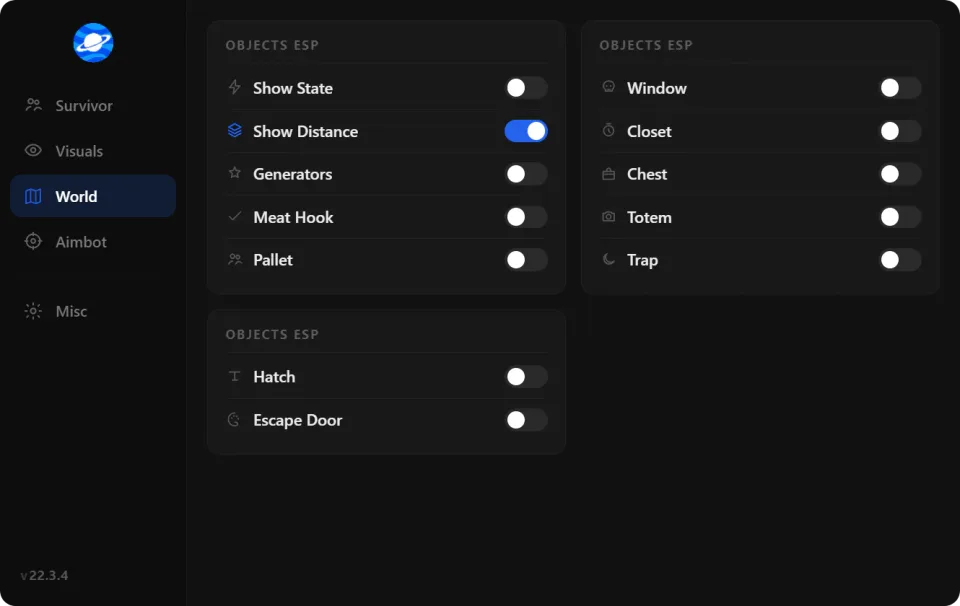 Survivor
Visuals
World
Aimbot
Misc
v22.3.4
OBJECTS ESP
Show State
Show Distance
Generators
Meat Hook
Pallet
OBJECTS ESP
Window
Closet
Chest
Totem
Trap
OBJECTS ESP
Hatch
Escape Door